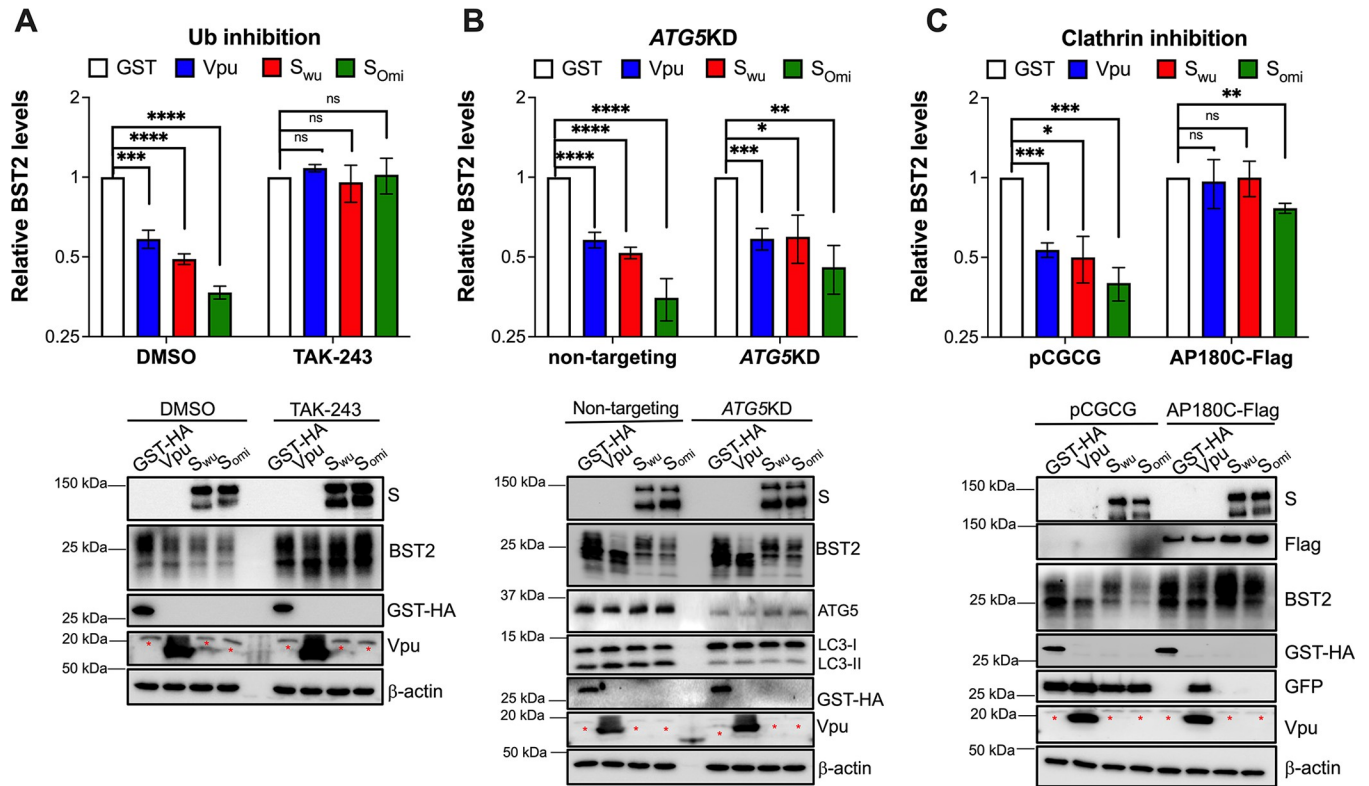 A
Ub inhibition
GST Vpu Swu SOmi
Relative BST2 levels
2
1
0.5
0.25
***
****
****
ns
ns
ns
DMSO TAK-243
DMSO TAK-243
GST-HA Vpu Swu Somi GST-HA Vpu Swu Somi
150 kDa S
25 kDa BST2
25 kDa GST-HA
20 kDa Vpu
* * * * * *
50 kDa β-actin
B
ATG5KD
GST Vpu Swu SOmi
Relative BST2 levels
2
1
0.5
0.25
****
****
****
***
*
**
non-targeting ATG5KD
Non-targeting ATG5KD
GST-HA Vpu Swu Somi GST-HA Vpu Swu Somi
150 kDa S
25 kDa BST2
37 kDa ATG5
15 kDa LC3-I
LC3-II
25 kDa GST-HA
20 kDa Vpu
* * * * * *
50 kDa β-actin
C
Clathrin inhibition
GST Vpu Swu SOmi
Relative BST2 levels
2
1
0.5
0.25
***
*
***
ns
ns
**
pCGCG AP180C-Flag
pCGCG AP180C-Flag
GST-HA Vpu Swu Somi GST-HA Vpu Swu Somi
150 kDa S
150 kDa Flag
25 kDa BST2
25 kDa GST-HA
25 kDa GFP
20 kDa Vpu
* * * * * *
50 kDa β-actin